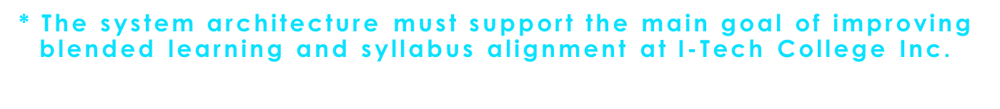 * The system architecture must support the main goal of improving
blended learning and syllabus alignment at I-Tech College Inc.